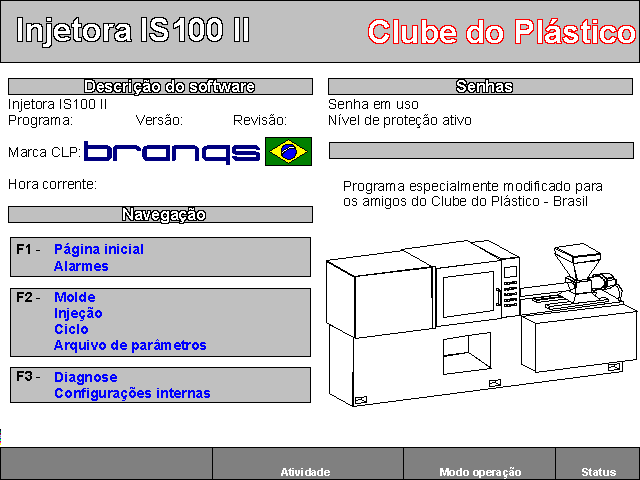 Injetora IS100 II
Clube do Plástico
Descrição do software
Injetora IS100 II
Programa: Versão: Revisão:
Marca CLP: branqs
Hora corrente:
Senhas
Senha em uso
Nível de proteção ativo
Programa especialmente modificado para
os amigos do Clube do Plástico - Brasil
Navegação
F1 - Página inicial
Alarmes
F2 - Molde
Injeção
Ciclo
Arquivo de parâmetros
F3 - Diagnose
Configurações internas
Atividade
Modo operação
Status